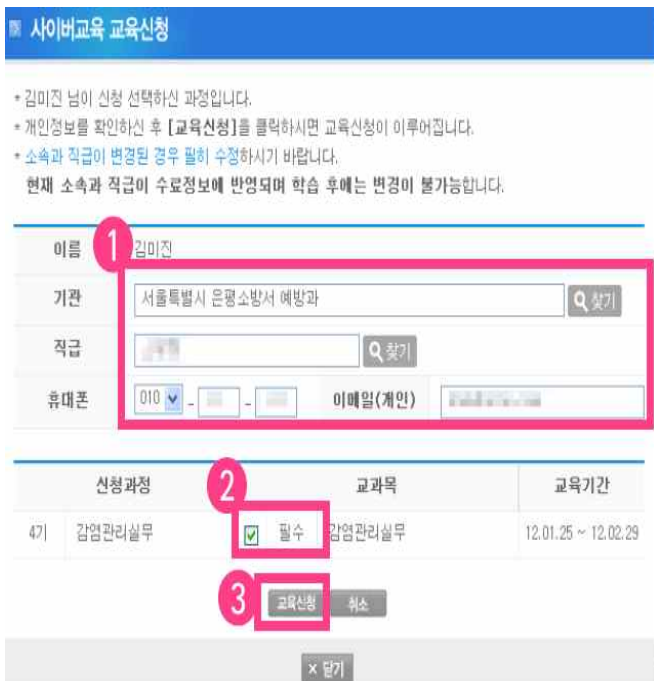 사이버교육 교육신청
* 김미진 님이 신청 선택하신 과정입니다.
* 개인정보를 확인하신 후 [교육신청]을 클릭하시면 교육신청이 이루어집니다.
* 소속과 직급이 변경된 경우 필히 수정하시기 바랍니다.
현재 소속과 직급이 수료정보에 반영되며 학습 후에는 변경이 불가능합니다.
이름 1 김미진
기관 서울특별시 은평소방서 예방과 찾기
직급 찾기
휴대폰 010 - - 이메일(개인)
신청과정 2 교과목 교육기간
4기 감염관리실무 필수 감염관리실무 12.01.25 ~ 12.02.29
3 교육신청 취소
× 닫기